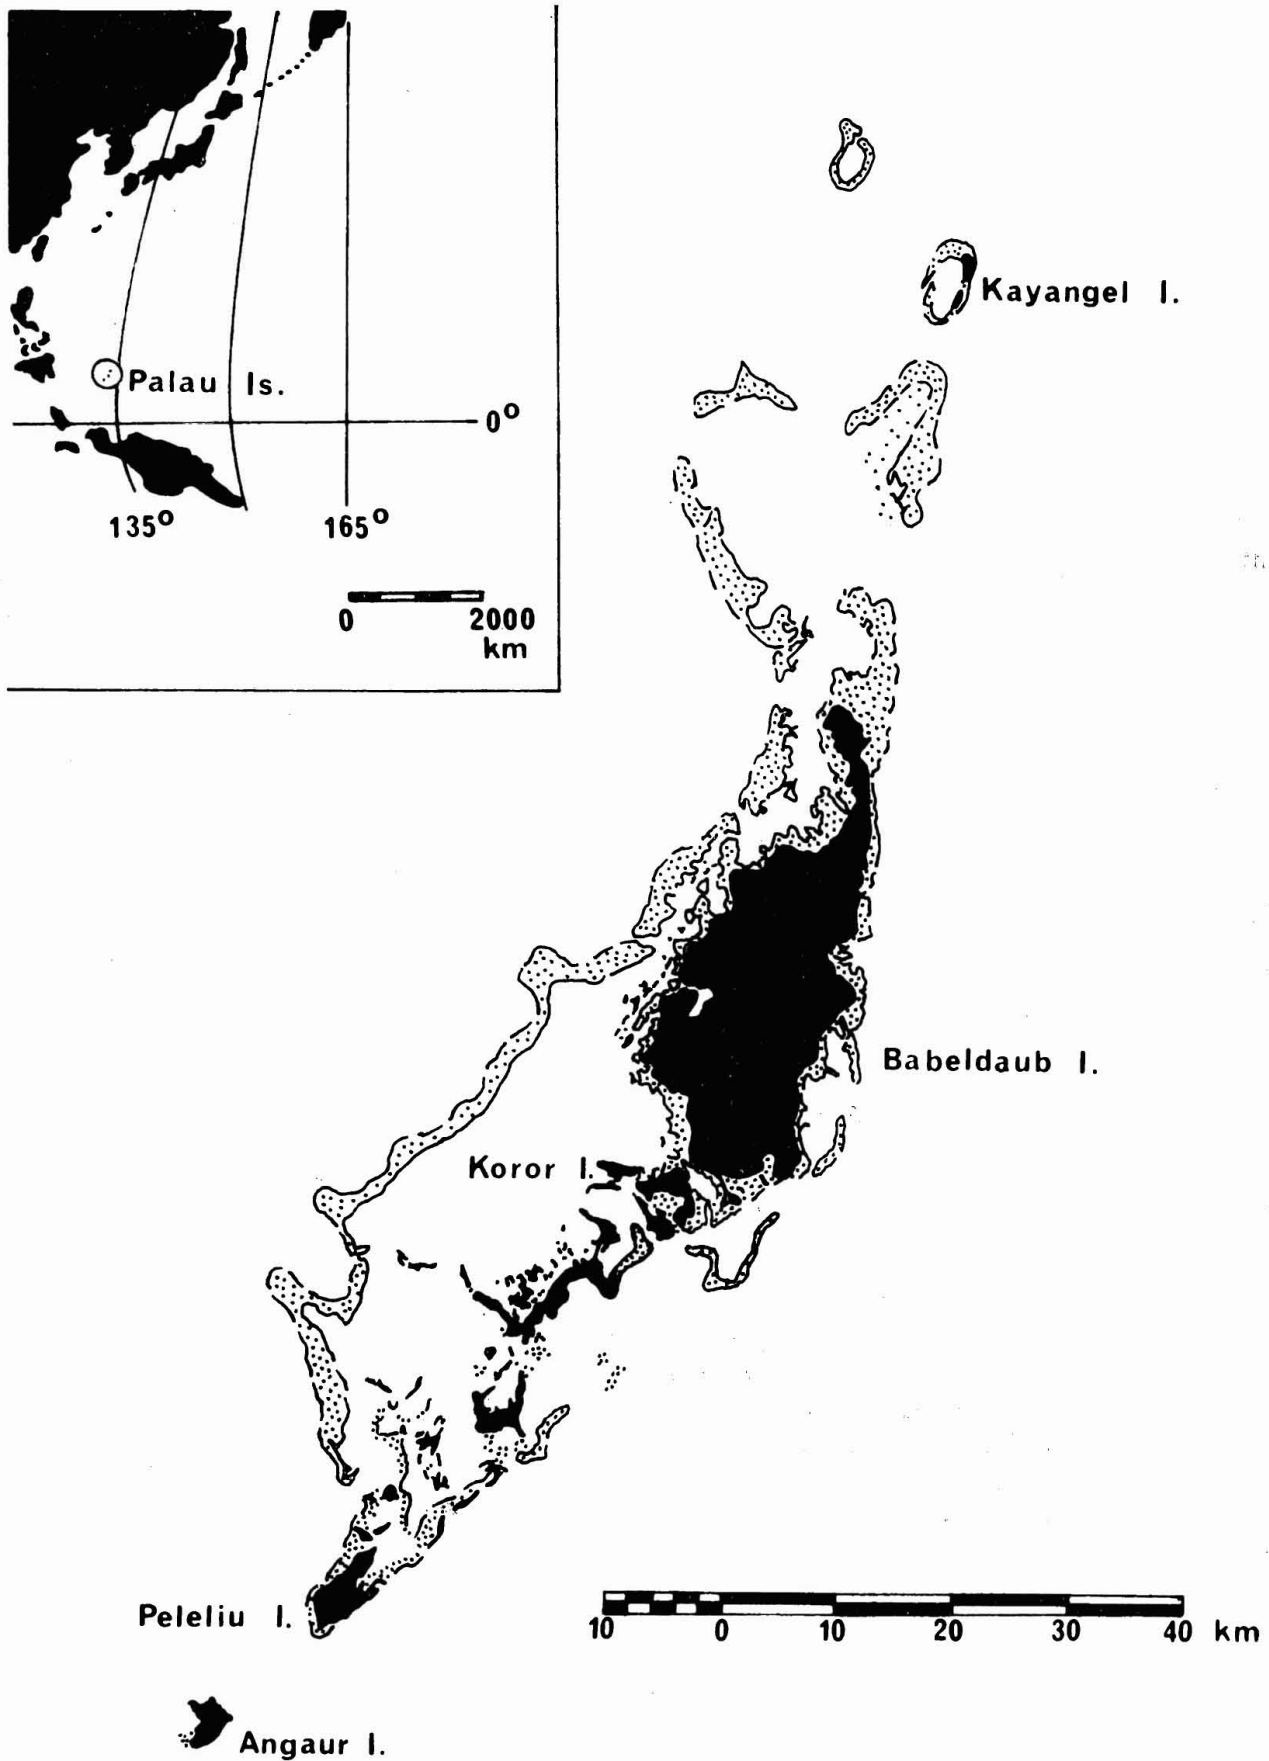 Kayangel I.
Palau Is.
0°
135° 165°
0 2000
km
Babeldaub I.
Koror I.
Peleliu I.
10 0 10 20 30 40 km
Angaur I.